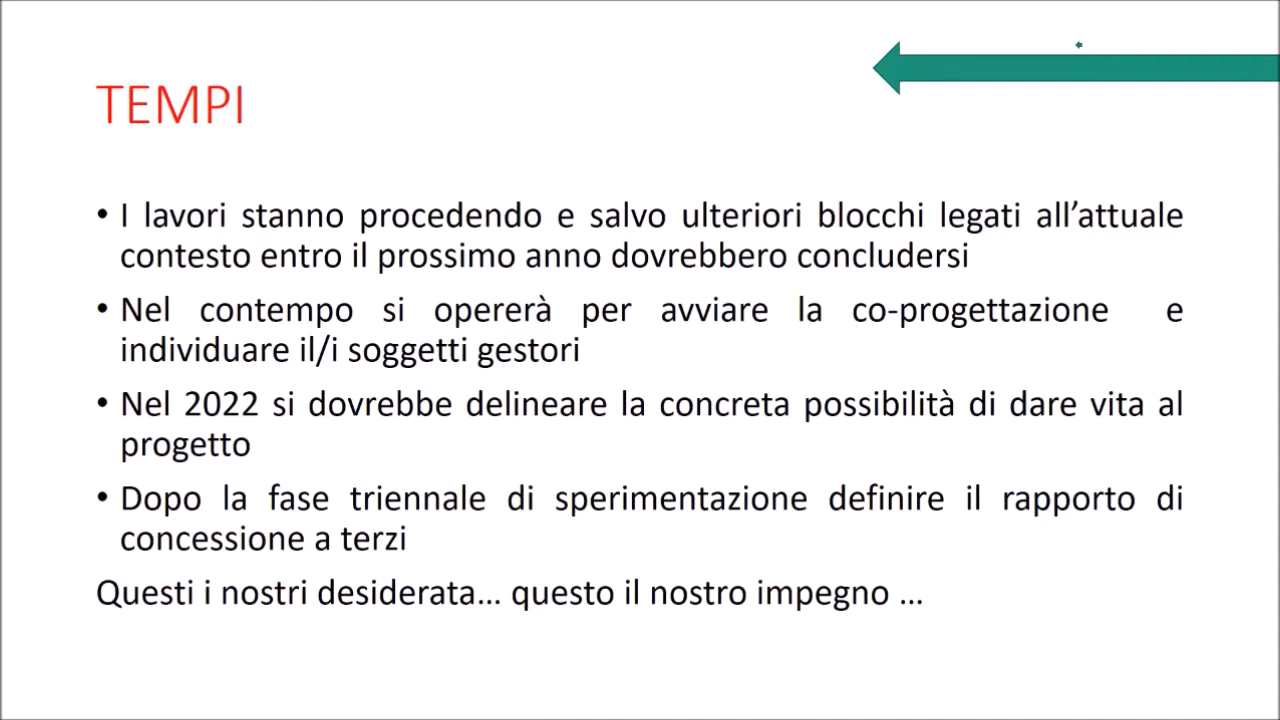 TEMPI
• I lavori stanno procedendo e salvo ulteriori blocchi legati all’attuale
contesto entro il prossimo anno dovrebbero concludersi
• Nel contempo si opererà per avviare la co-progettazione e
individuare il/i soggetti gestori
• Nel 2022 si dovrebbe delineare la concreta possibilità di dare vita al
progetto
• Dopo la fase triennale di sperimentazione definire il rapporto di
concessione a terzi
Questi i nostri desiderata… questo il nostro impegno …